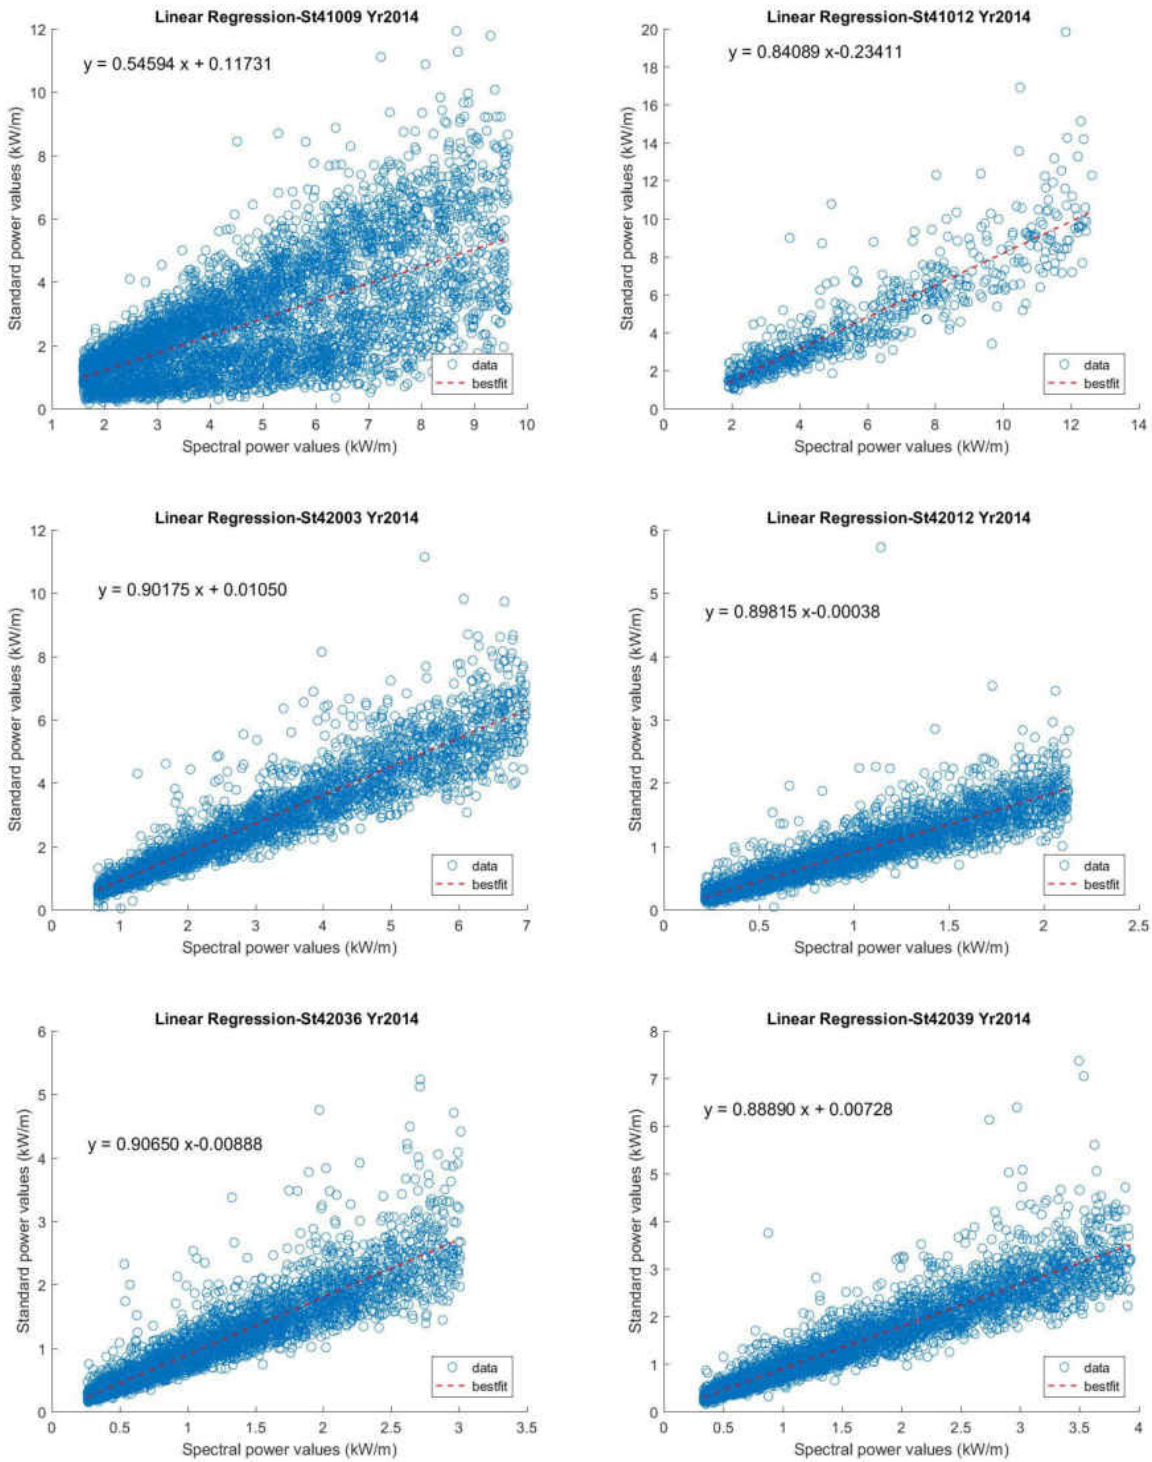 Linear Regression-St41009 Yr2014
y = 0.54594 x + 0.11731
Standard power values (kW/m)
12
10
8
6
4
2
0
1 2 3 4 5 6 7 8 9 10
Spectral power values (kW/m)
data
bestfit
Linear Regression-St41012 Yr2014
y = 0.84089 x-0.23411
Standard power values (kW/m)
20
18
16
14
12
10
8
6
4
2
0
0 2 4 6 8 10 12 14
Spectral power values (kW/m)
data
bestfit
Linear Regression-St42003 Yr2014
y = 0.90175 x + 0.01050
Standard power values (kW/m)
12
10
8
6
4
2
0
0 1 2 3 4 5 6 7
Spectral power values (kW/m)
data
bestfit
Linear Regression-St42012 Yr2014
y = 0.89815 x-0.00038
Standard power values (kW/m)
6
5
4
3
2
1
0
0 0.5 1 1.5 2 2.5
Spectral power values (kW/m)
data
bestfit
Linear Regression-St42036 Yr2014
y = 0.90650 x-0.00888
Standard power values (kW/m)
6
5
4
3
2
1
0
0 0.5 1 1.5 2 2.5 3 3.5
Spectral power values (kW/m)
data
bestfit
Linear Regression-St42039 Yr2014
y = 0.88890 x + 0.00728
Standard power values (kW/m)
8
7
6
5
4
3
2
1
0
0 0.5 1 1.5 2 2.5 3 3.5 4
Spectral power values (kW/m)
data
bestfit